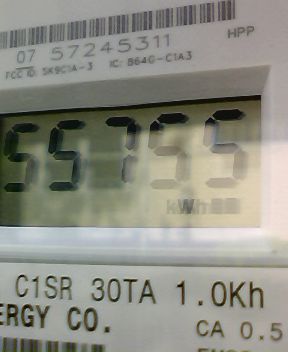 07 57245311
HPP
FCC ID: SK9C1A-3 IC: 864G-C1A3
55755
kWh
C1SR 30TA 1.0Kh
ERGY CO.
CA 0.5